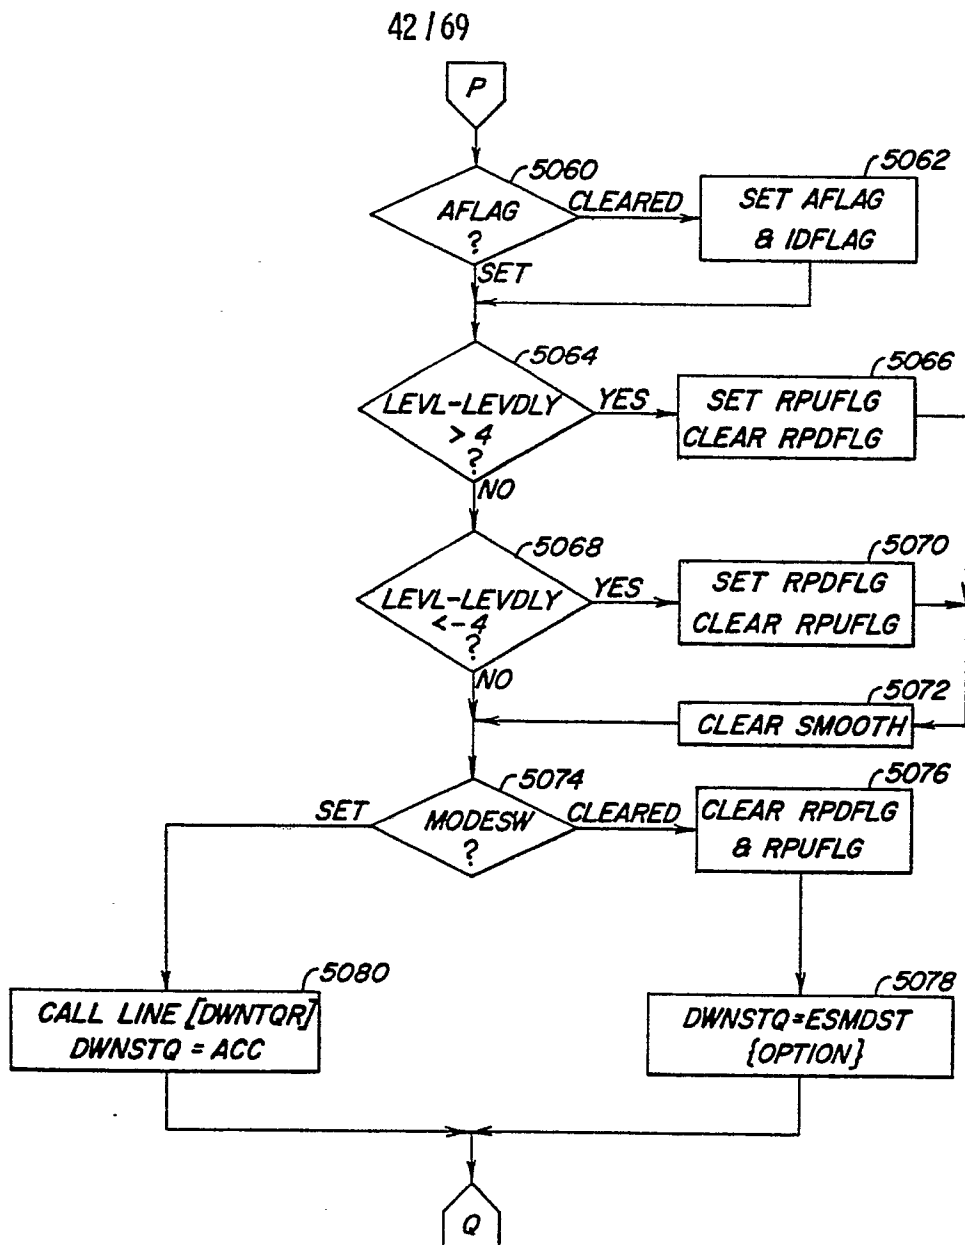 42/69
P
5060
AFLAG
?
CLEARED
SET
5062
SET AFLAG
& IDFLAG
5064
LEVL-LEVDLY
> 4
?
YES
NO
5066
SET RPUFLG
CLEAR RPDFLG
5068
LEVL-LEVDLY
<-4
?
YES
NO
5070
SET RPDFLG
CLEAR RPUFLG
5072
CLEAR SMOOTH
5074
MODESW
?
SET
CLEARED
5076
CLEAR RPDFLG
& RPUFLG
5080
CALL LINE [DWNTQR]
DWNSTQ = ACC
5078
DWNSTQ=ESMDST
{OPTION}
Q